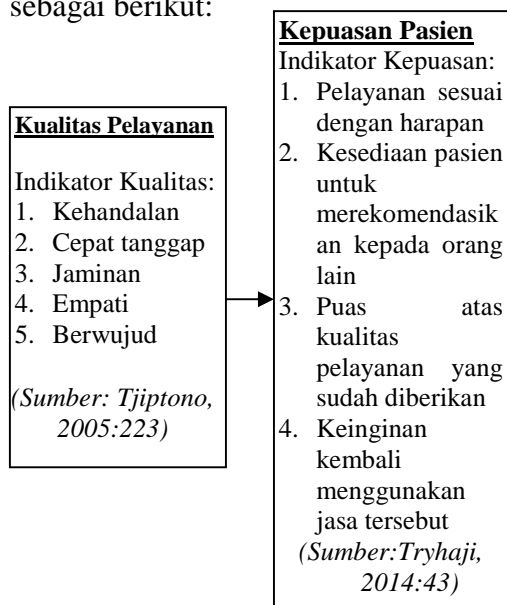 sebagai berikut:
Kualitas Pelayanan
Indikator Kualitas:
1. Kehandalan
2. Cepat tanggap
3. Jaminan
4. Empati
5. Berwujud
(Sumber: Tjiptono,
2005:223)
Kepuasan Pasien
Indikator Kepuasan:
1. Pelayanan sesuai
dengan harapan
2. Kesediaan pasien
untuk
merekomendasik
an kepada orang
lain
3. Puas atas
kualitas
pelayanan yang
sudah diberikan
4. Keinginan
kembali
menggunakan
jasa tersebut
(Sumber:Tryhaji,
2014:43)